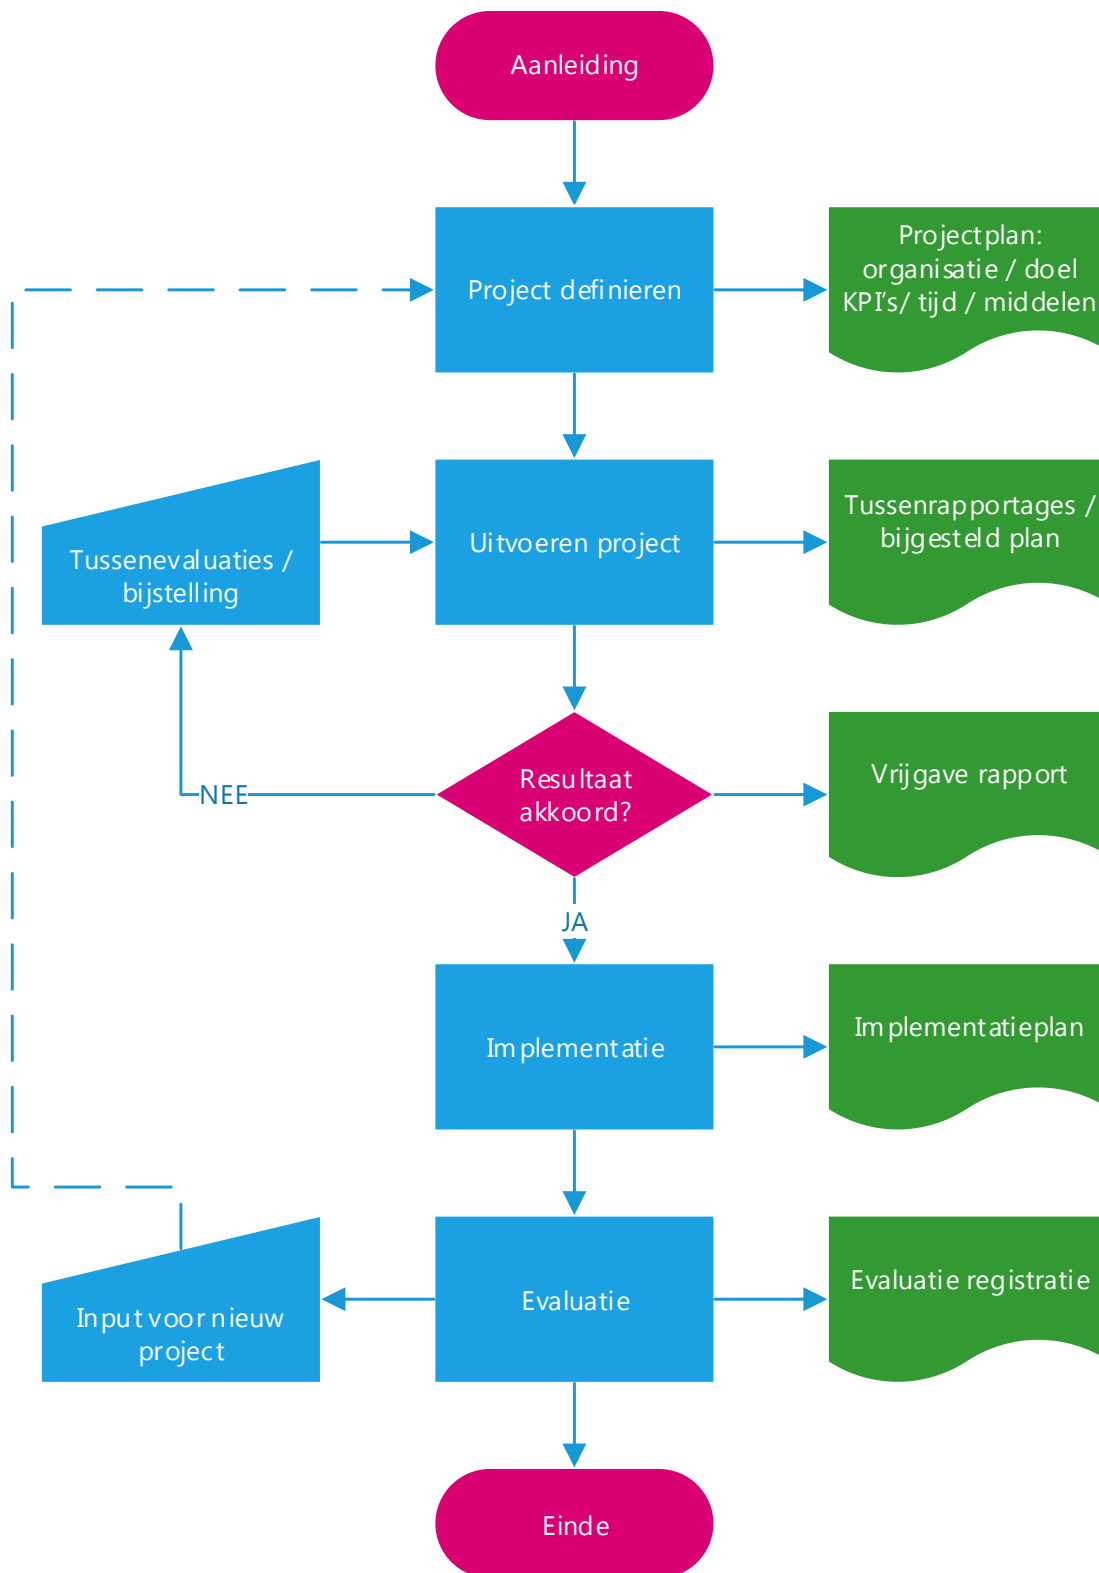 Aanleiding
Project definieren
Projectplan:
organisatie / doel
KPI's/ tijd / middelen
Tussenevaluaties /
bijstelling
Uitvoeren project
Tussenrapportages /
bijgesteld plan
NEE
Resultaat
akkoord?
Vrijgave rapport
JA
Implementatie
Implementatieplan
Input voor nieuw
project
Evaluatie
Evaluatie registratie
Einde